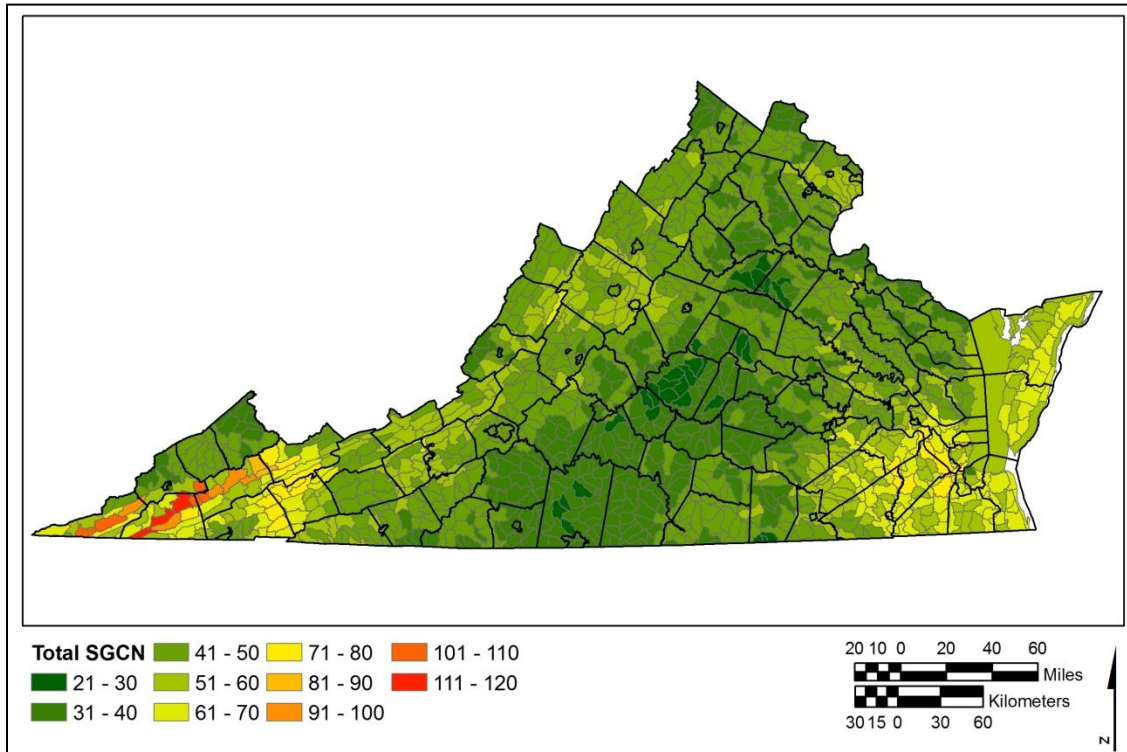 Total SGCN 41 - 50 71 - 80 101 - 110
21 - 30 51 - 60 81 - 90 111 - 120
31 - 40 61 - 70 91 - 100
20 10 0 20 40 60
Miles
Kilometers
30 15 0 30 60
N